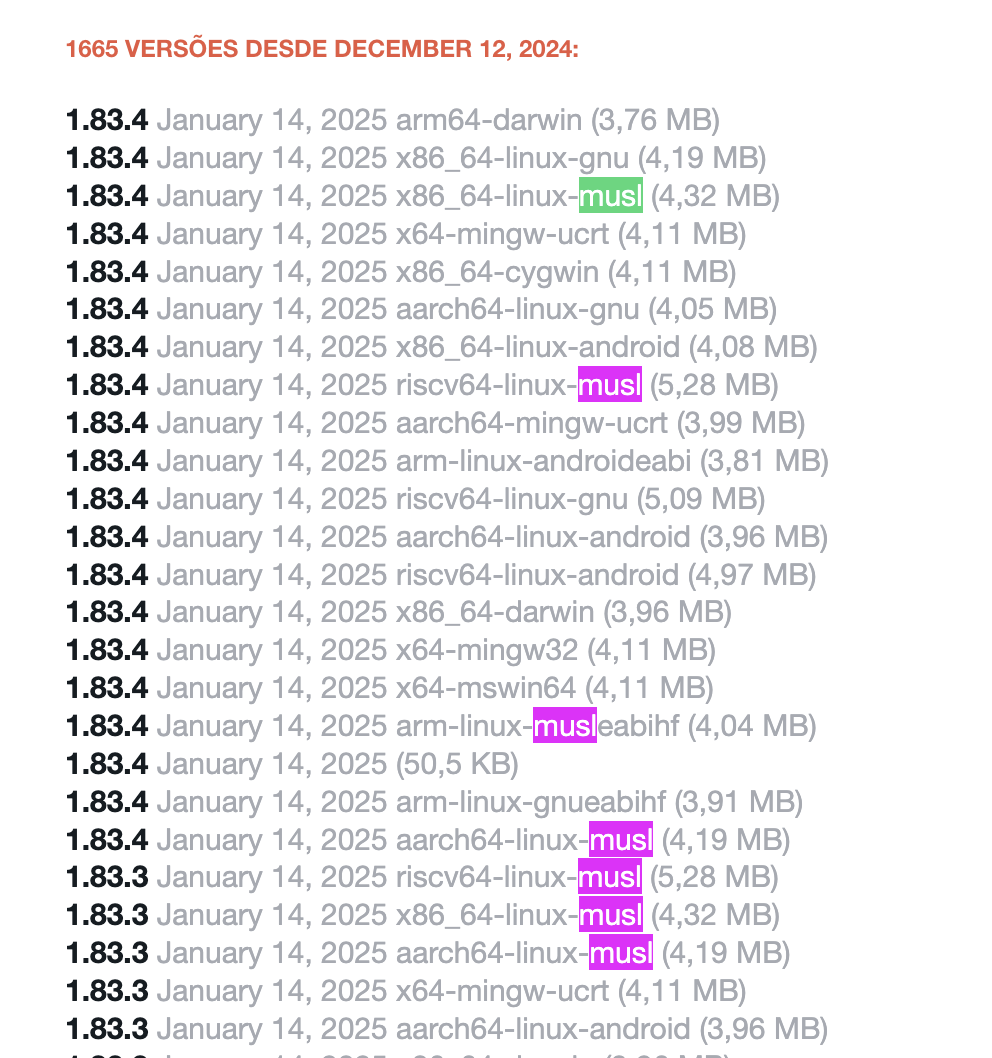 1665 VERSÕES DESDE DECEMBER 12, 2024:
1.83.4 January 14, 2025 arm64-darwin (3,76 MB)
1.83.4 January 14, 2025 x86_64-linux-gnu (4,19 MB)
1.83.4 January 14, 2025 x86_64-linux-musl (4,32 MB)
1.83.4 January 14, 2025 x64-mingw-ucrt (4,11 MB)
1.83.4 January 14, 2025 x86_64-cygwin (4,11 MB)
1.83.4 January 14, 2025 aarch64-linux-gnu (4,05 MB)
1.83.4 January 14, 2025 x86_64-linux-android (4,08 MB)
1.83.4 January 14, 2025 riscv64-linux-musl (5,28 MB)
1.83.4 January 14, 2025 aarch64-mingw-ucrt (3,99 MB)
1.83.4 January 14, 2025 arm-linux-androideabi (3,81 MB)
1.83.4 January 14, 2025 riscv64-linux-gnu (5,09 MB)
1.83.4 January 14, 2025 aarch64-linux-android (3,96 MB)
1.83.4 January 14, 2025 riscv64-linux-android (4,97 MB)
1.83.4 January 14, 2025 x86_64-darwin (3,96 MB)
1.83.4 January 14, 2025 x64-mingw32 (4,11 MB)
1.83.4 January 14, 2025 x64-mswin64 (4,11 MB)
1.83.4 January 14, 2025 arm-linux-musleabihf (4,04 MB)
1.83.4 January 14, 2025 (50,5 KB)
1.83.4 January 14, 2025 arm-linux-gnueabihf (3,91 MB)
1.83.4 January 14, 2025 aarch64-linux-musl (4,19 MB)
1.83.3 January 14, 2025 riscv64-linux-musl (5,28 MB)
1.83.3 January 14, 2025 x86_64-linux-musl (4,32 MB)
1.83.3 January 14, 2025 aarch64-linux-musl (4,19 MB)
1.83.3 January 14, 2025 x64-mingw-ucrt (4,11 MB)
1.83.3 January 14, 2025 aarch64-linux-android (3,96 MB)